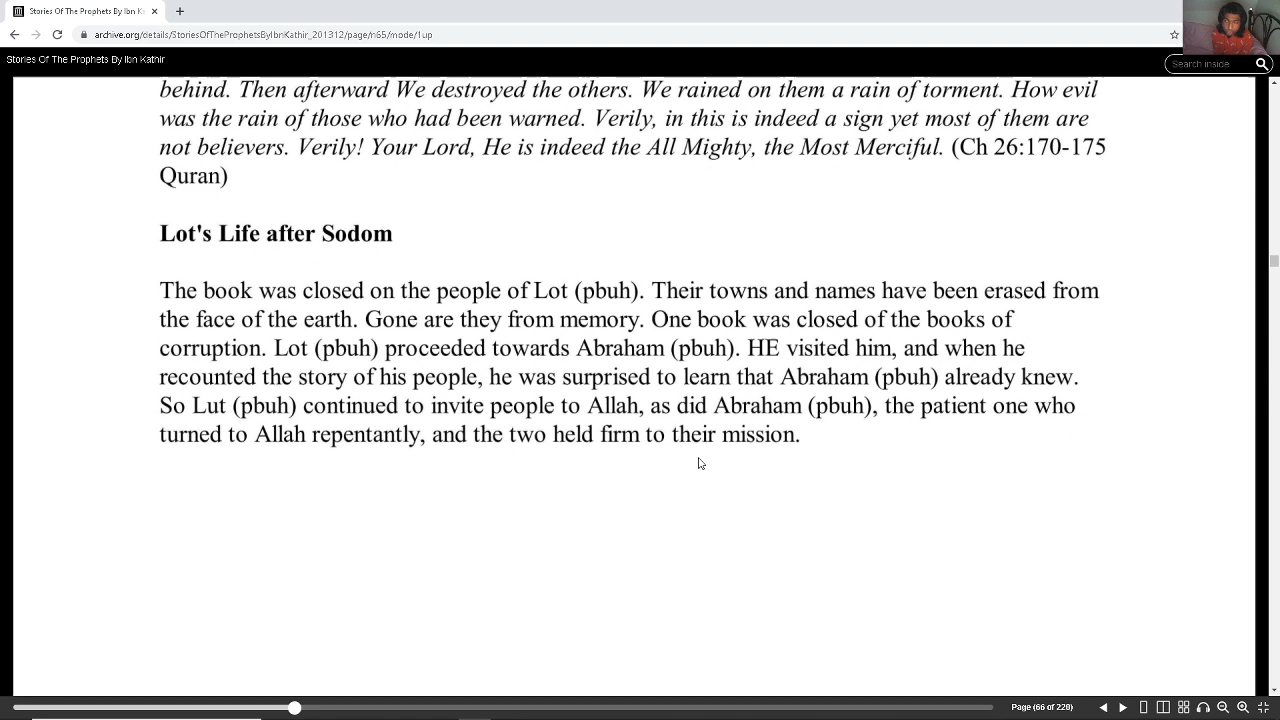 Stories Of The Prophets By Ibn K
archive.org/details/StoriesOfTheProphetsByIbnKathir_201312/page/n65/mode/1up
Stories Of The Prophets By Ibn Kathir
Search inside
behind. Then afterward We destroyed the others. We rained on them a rain of torment. How evil
was the rain of those who had been warned. Verily, in this is indeed a sign yet most of them are
not believers. Verily! Your Lord, He is indeed the All Mighty, the Most Merciful. (Ch 26:170-175
Quran)
Lot's Life after Sodom
The book was closed on the people of Lot (pbuh). Their towns and names have been erased from
the face of the earth. Gone are they from memory. One book was closed of the books of
corruption. Lot (pbuh) proceeded towards Abraham (pbuh). HE visited him, and when he
recounted the story of his people, he was surprised to learn that Abraham (pbuh) already knew.
So Lut (pbuh) continued to invite people to Allah, as did Abraham (pbuh), the patient one who
turned to Allah repentantly, and the two held firm to their mission.
Page (66 of 228)